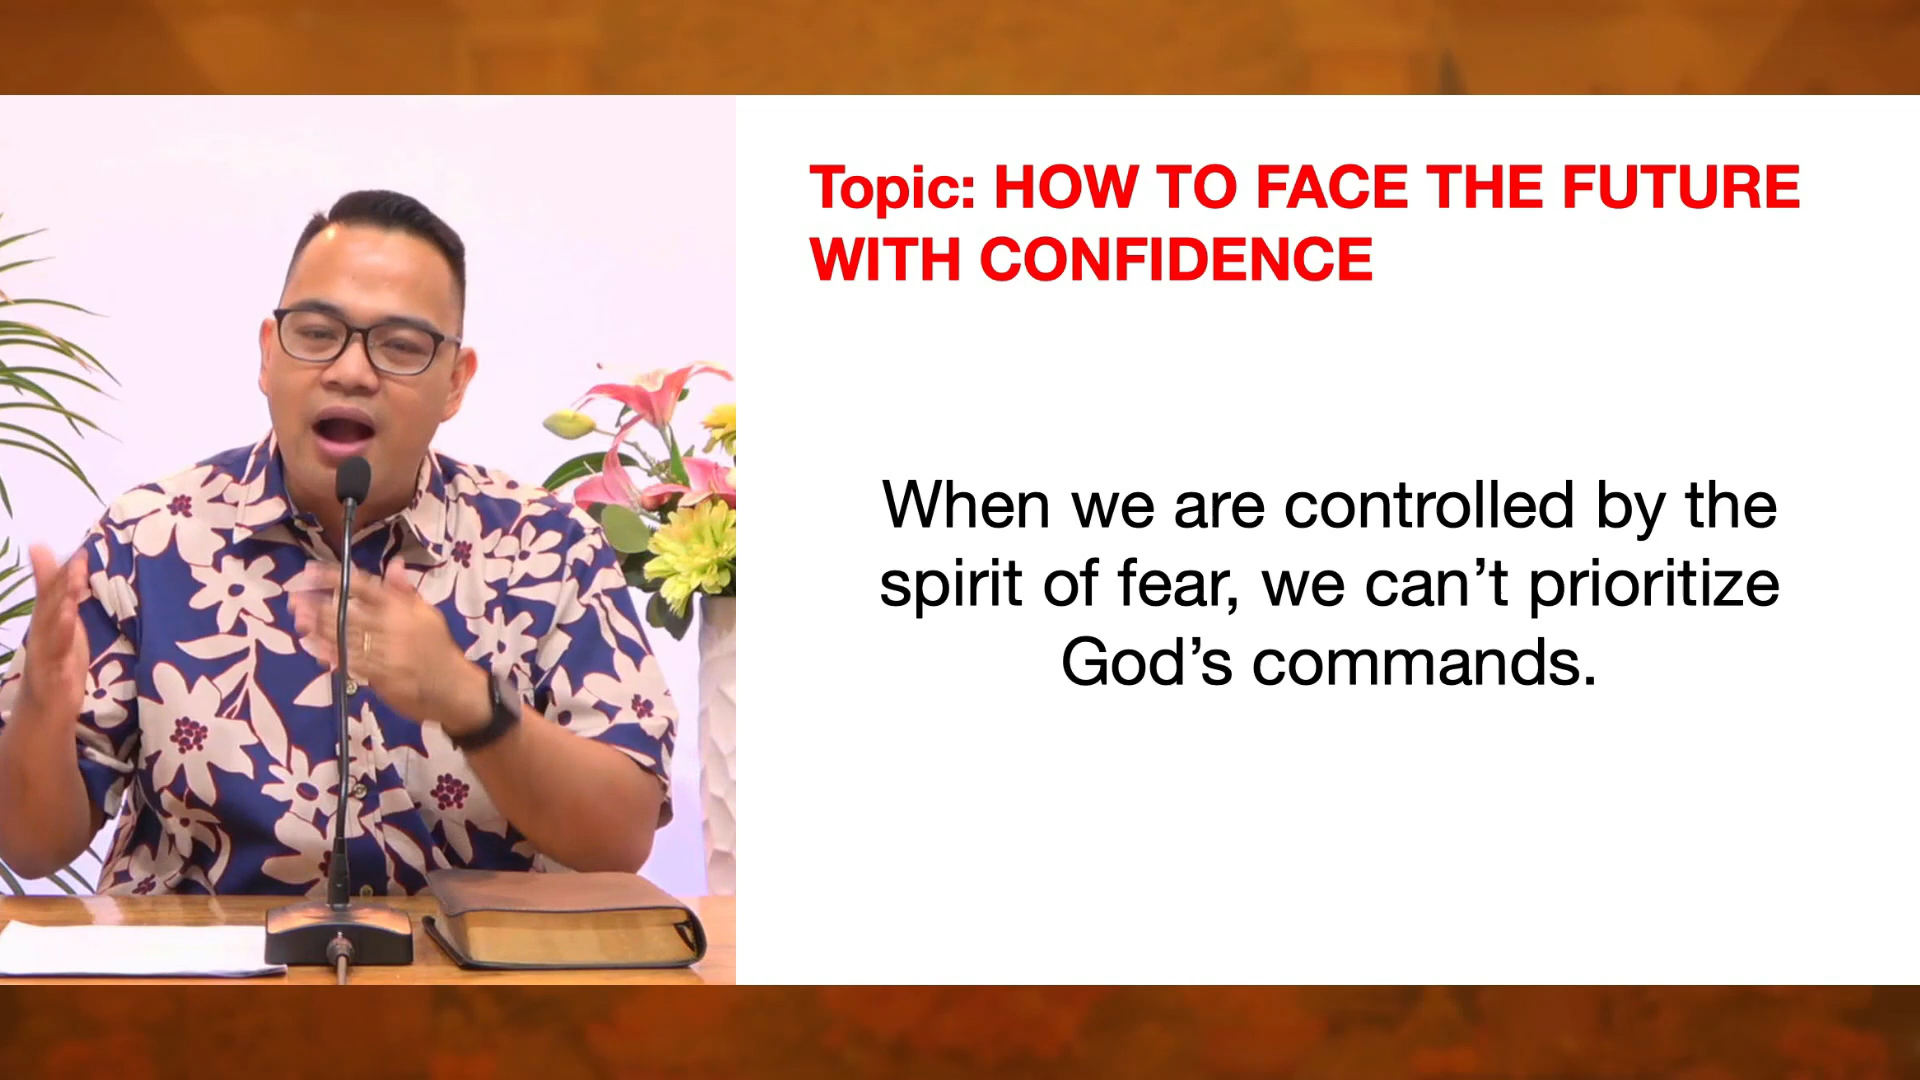 Topic: HOW TO FACE THE FUTURE
WITH CONFIDENCE
When we are controlled by the
spirit of fear, we can’t prioritize
God’s commands.